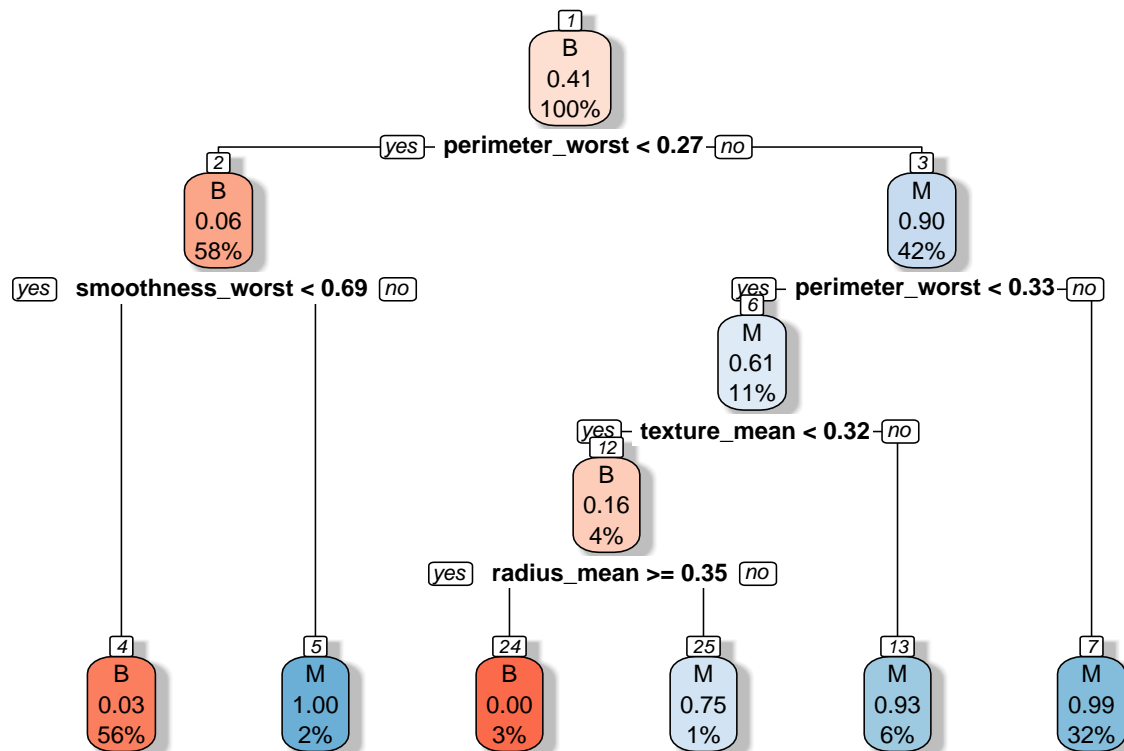 1
B
0.41
100%
yes perimeter_worst < 0.27 no
2 3
B M
0.06 0.90
58% 42%
yes smoothness_worst < 0.69 no yes perimeter_worst < 0.33 no
6
M
0.61
11%
yes texture_mean < 0.32 no
12
B
0.16
4%
yes radius_mean >= 0.35 no
4 5 24 25 13 7
B M B M M M
0.03 1.00 0.00 0.75 0.93 0.99
56% 2% 3% 1% 6% 32%